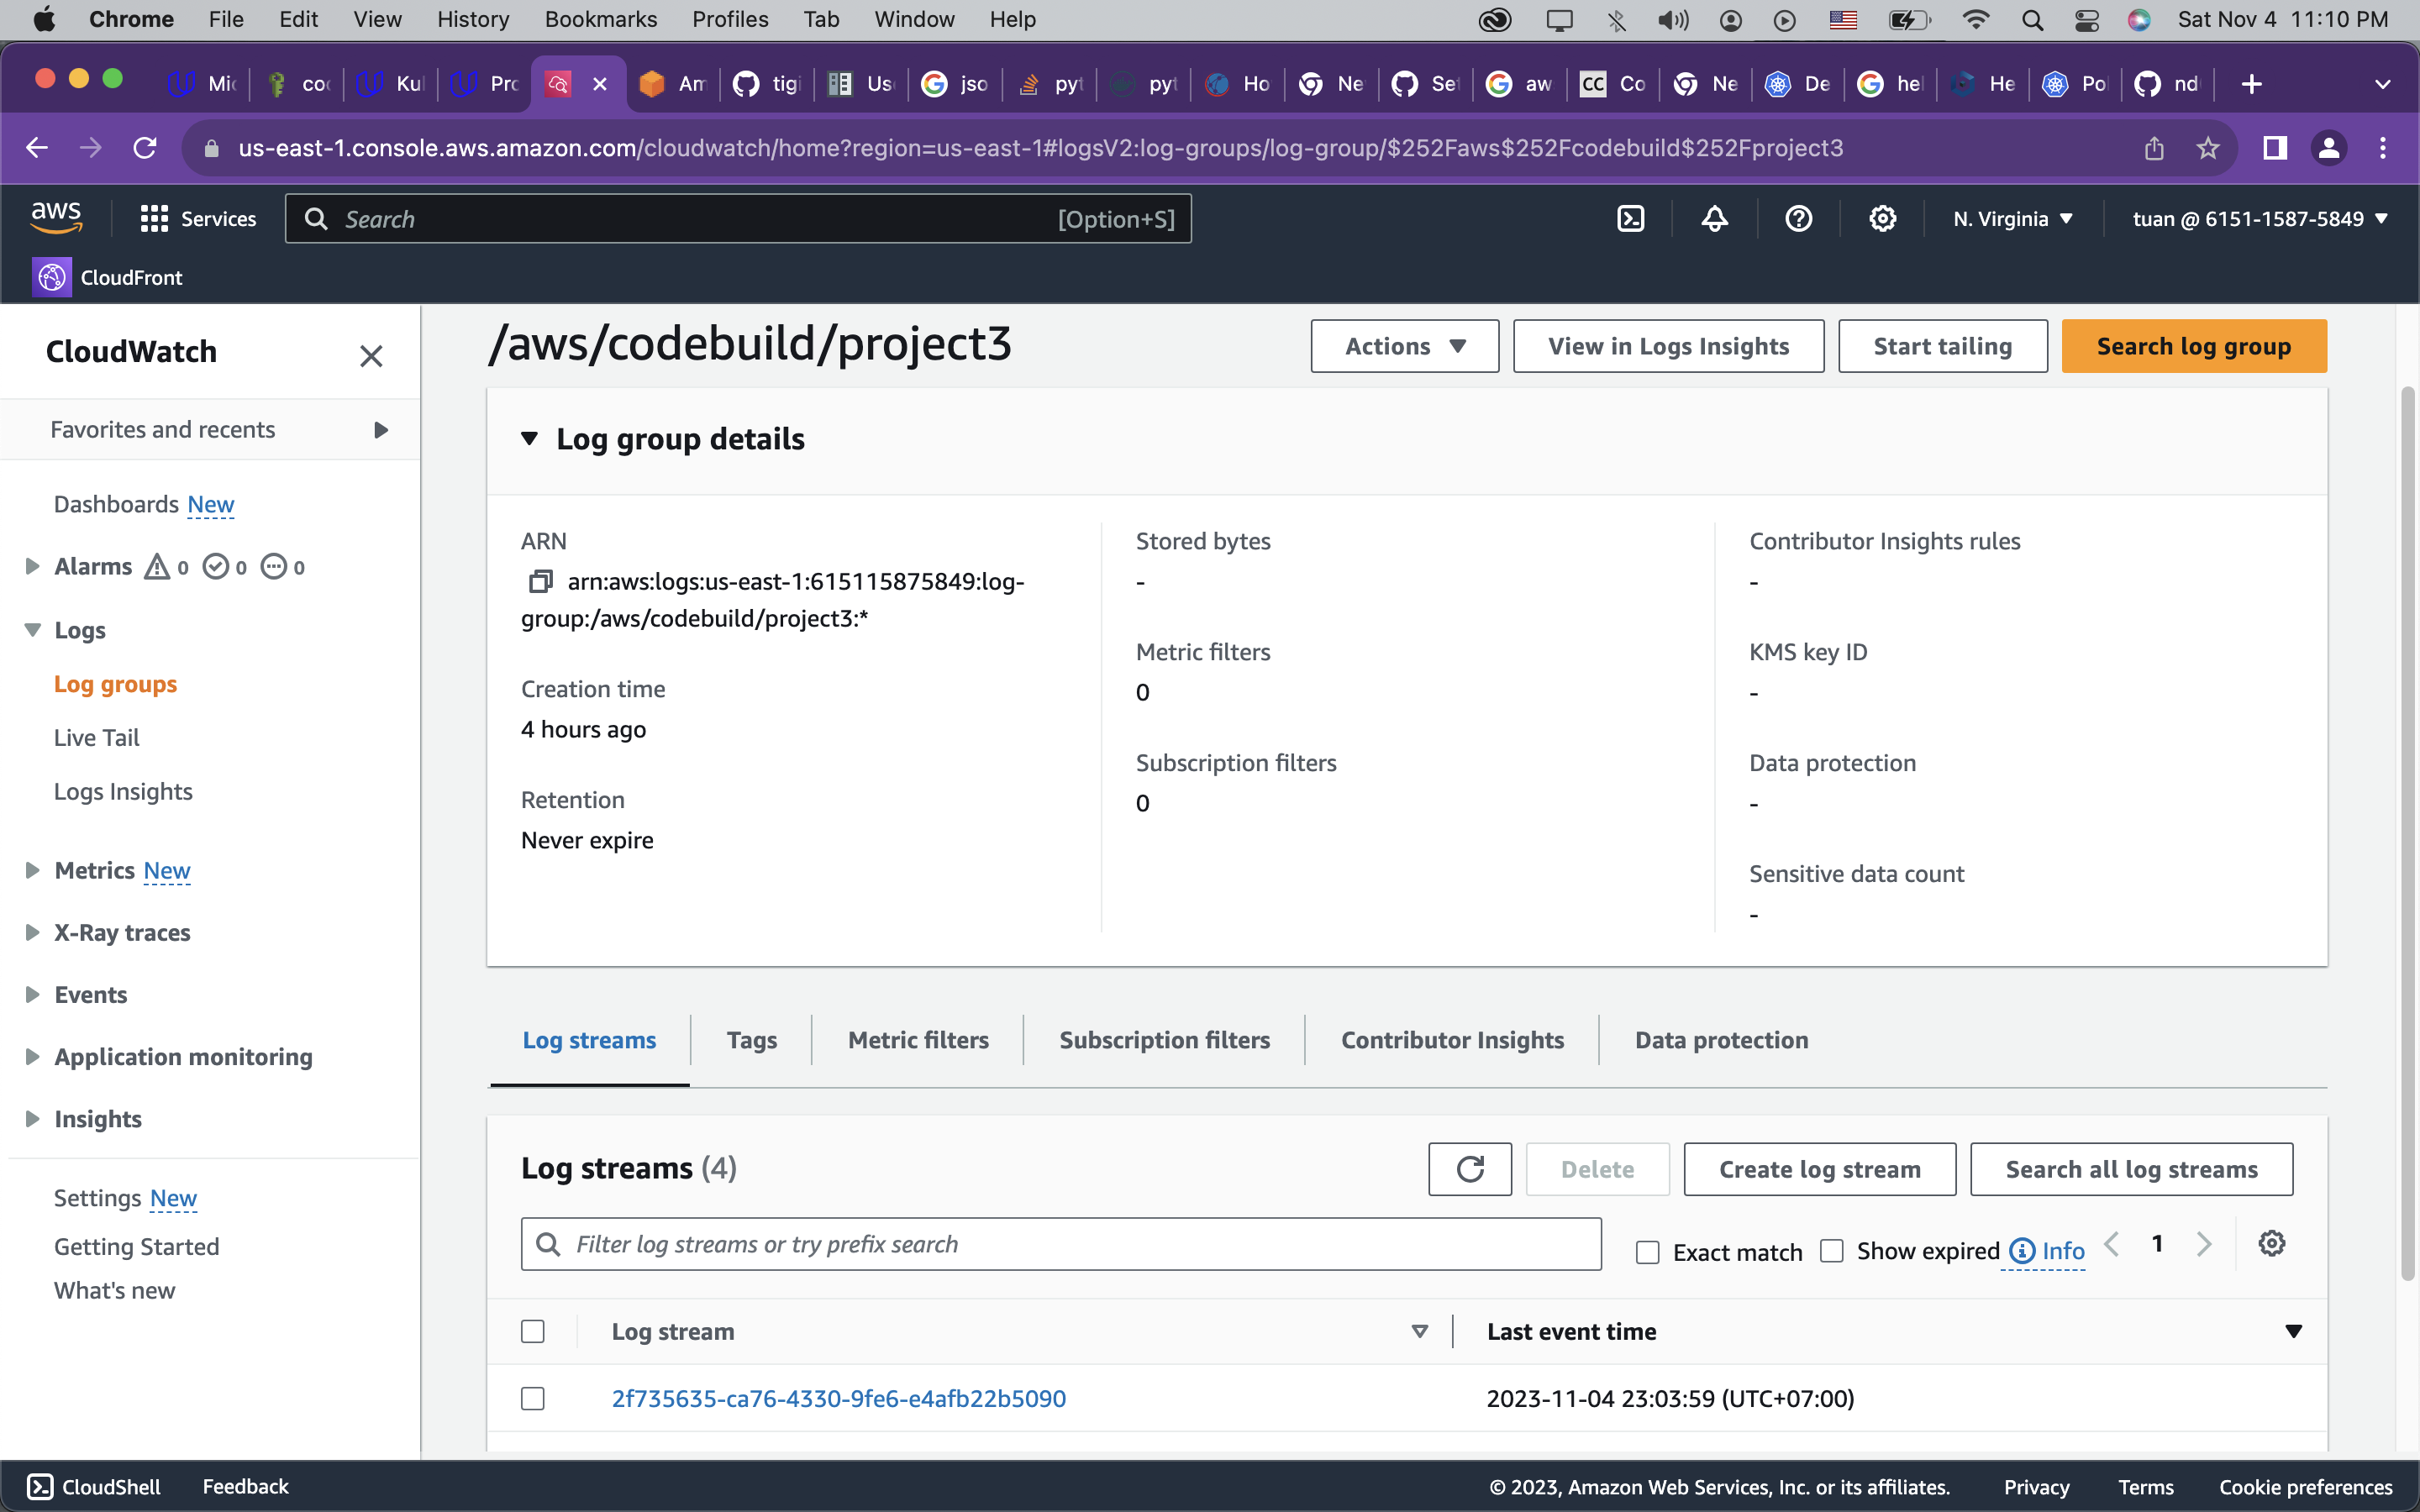 Chrome File Edit View History Bookmarks Profiles Tab Window Help Sat Nov 4 11:10 PM
Mic coc Kul Pro Am tigi Us jso pyt pyt Ho Ne Set aw CC Co Ne De hel He Po nd
us-east-1.console.aws.amazon.com/cloudwatch/home?region=us-east-1#logsV2:log-groups/log-group/$252Faws$252Fcodebuild$252Fproject3
aws Services Search [Option+S] N. Virginia tuan @ 6151-1587-5849
CloudFront
CloudWatch
Favorites and recents
Dashboards New
Alarms 0 0 0
Logs
Log groups
Live Tail
Logs Insights
Metrics New
X-Ray traces
Events
Application monitoring
Insights
Settings New
Getting Started
What's new
/aws/codebuild/project3
Actions View in Logs Insights Start tailing Search log group
Log group details
ARN
arn:aws:logs:us-east-1:615115875849:log-
group:/aws/codebuild/project3:*
Creation time
4 hours ago
Retention
Never expire
Stored bytes
-
Metric filters
0
Subscription filters
0
Contributor Insights rules
-
KMS key ID
-
Data protection
-
Sensitive data count
-
Log streams Tags Metric filters Subscription filters Contributor Insights Data protection
Log streams (4)
Delete Create log stream Search all log streams
Filter log streams or try prefix search
Exact match Show expired Info 1
Log stream Last event time
2f735635-ca76-4330-9fe6-e4afb22b5090 2023-11-04 23:03:59 (UTC+07:00)
CloudShell Feedback © 2023, Amazon Web Services, Inc. or its affiliates. Privacy Terms Cookie preferences